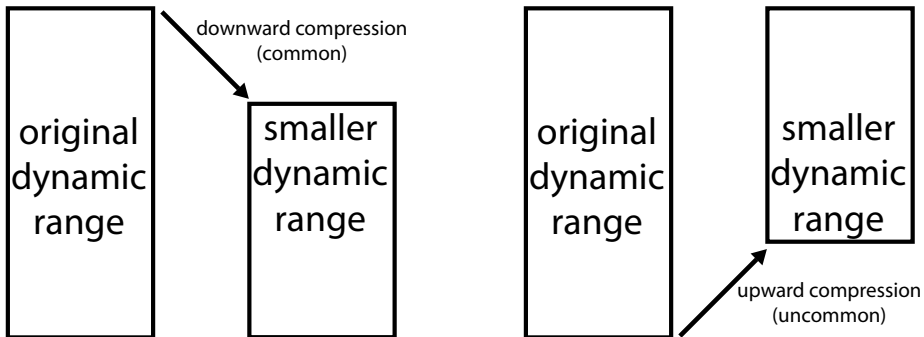 downward compression
(common)
original
dynamic
range
smaller
dynamic
range
original
dynamic
range
smaller
dynamic
range
upward compression
(uncommon)